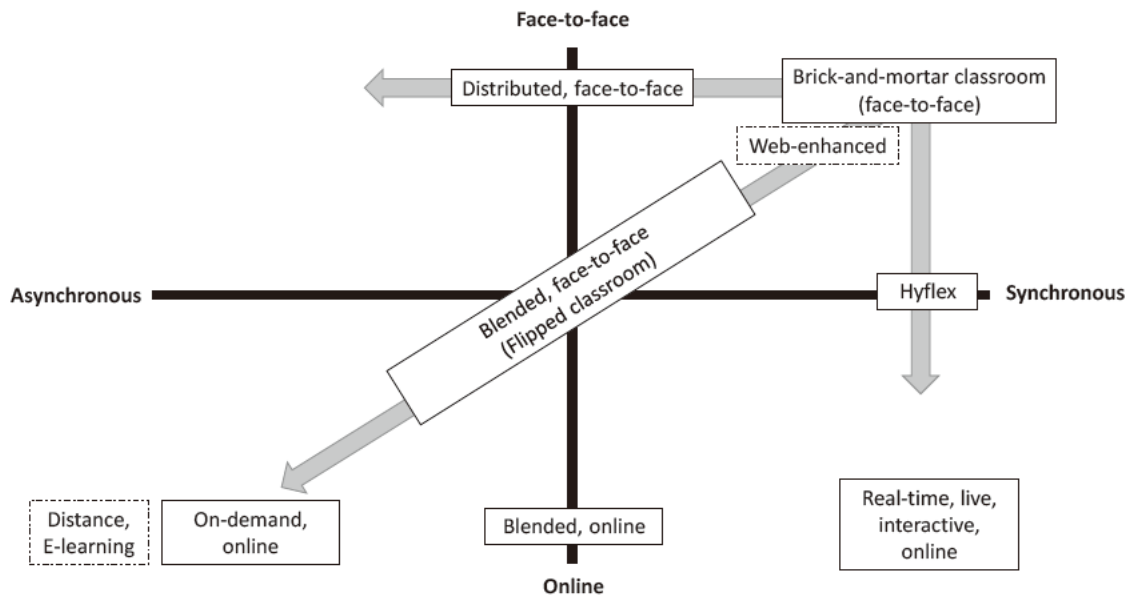 Face-to-face
Distributed, face-to-face
Brick-and-mortar classroom
(face-to-face)
Web-enhanced
Blended, face-to-face
(Flipped classroom)
Asynchronous
Hyflex
Synchronous
Distance,
E-learning
On-demand,
online
Blended, online
Real-time, live,
interactive,
online
Online